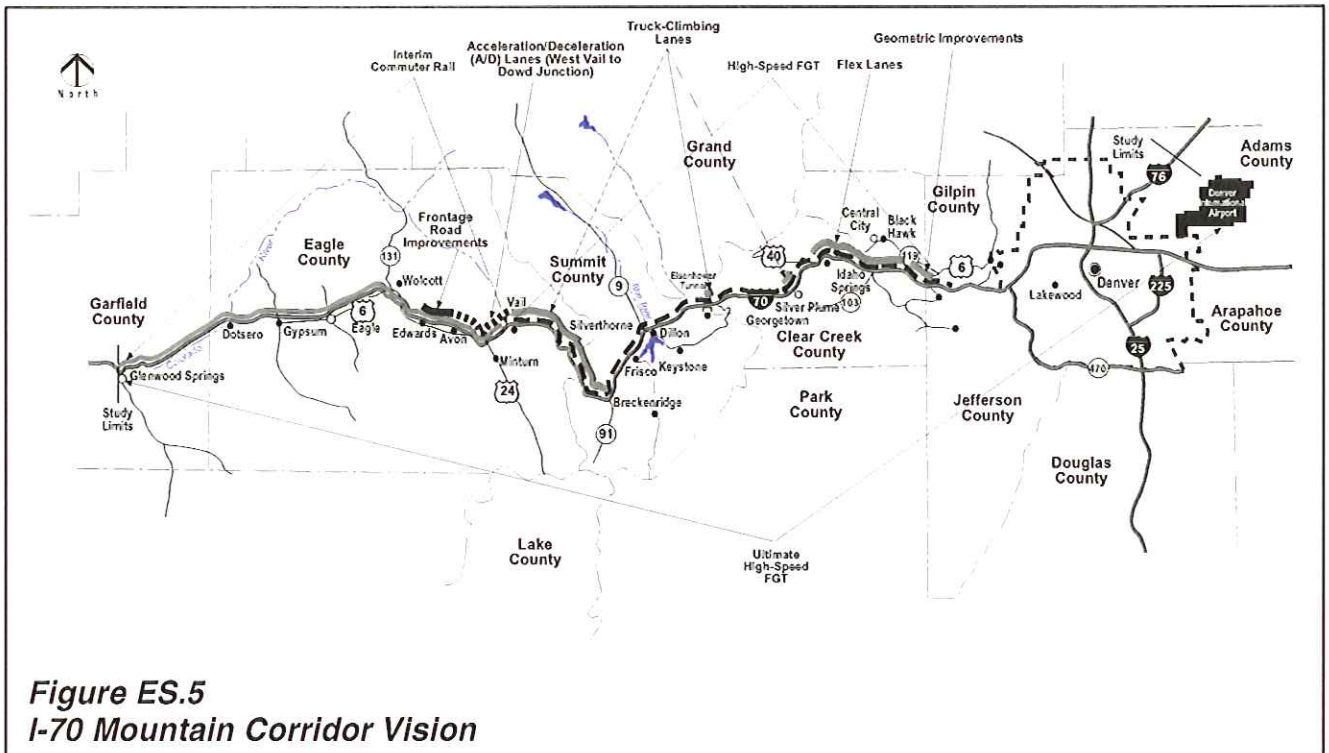 Truck-Climbing
Lanes
Geometric Improvements
Acceleration/Deceleration
(A/D) Lanes (West Vail to
Dowd Junction)
Interim
Commuter Rail
High-Speed FGT
Flex Lanes
North
Grand
County
Study
Limits
Adams
County
76
Denver
International
Airport
Gilpin
County
Central
City
Black
Hawk
Frontage
Road
Improvements
Eagle
County
River
131
Wolcott
Summit
County
9
40
119
6
Eisenhower
Tunnel
Garfield
County
Vail
Idaho
Springs
Denver
Lakewood
225
70
Silver Plume
103
Georgetown
Silverthorne
Dillon
Clear Creek
County
Arapahoe
County
6
Eagle
Dotsero
Gypsum
Edwards
Avon
Colorado
Minturn
Frisco
Keystone
25
470
Glenwood Springs
24
Breckenridge
Park
County
Jefferson
County
Study
Limits
91
Douglas
County
Lake
County
Ultimate
High-Speed
FGT
Figure ES.5
I-70 Mountain Corridor Vision